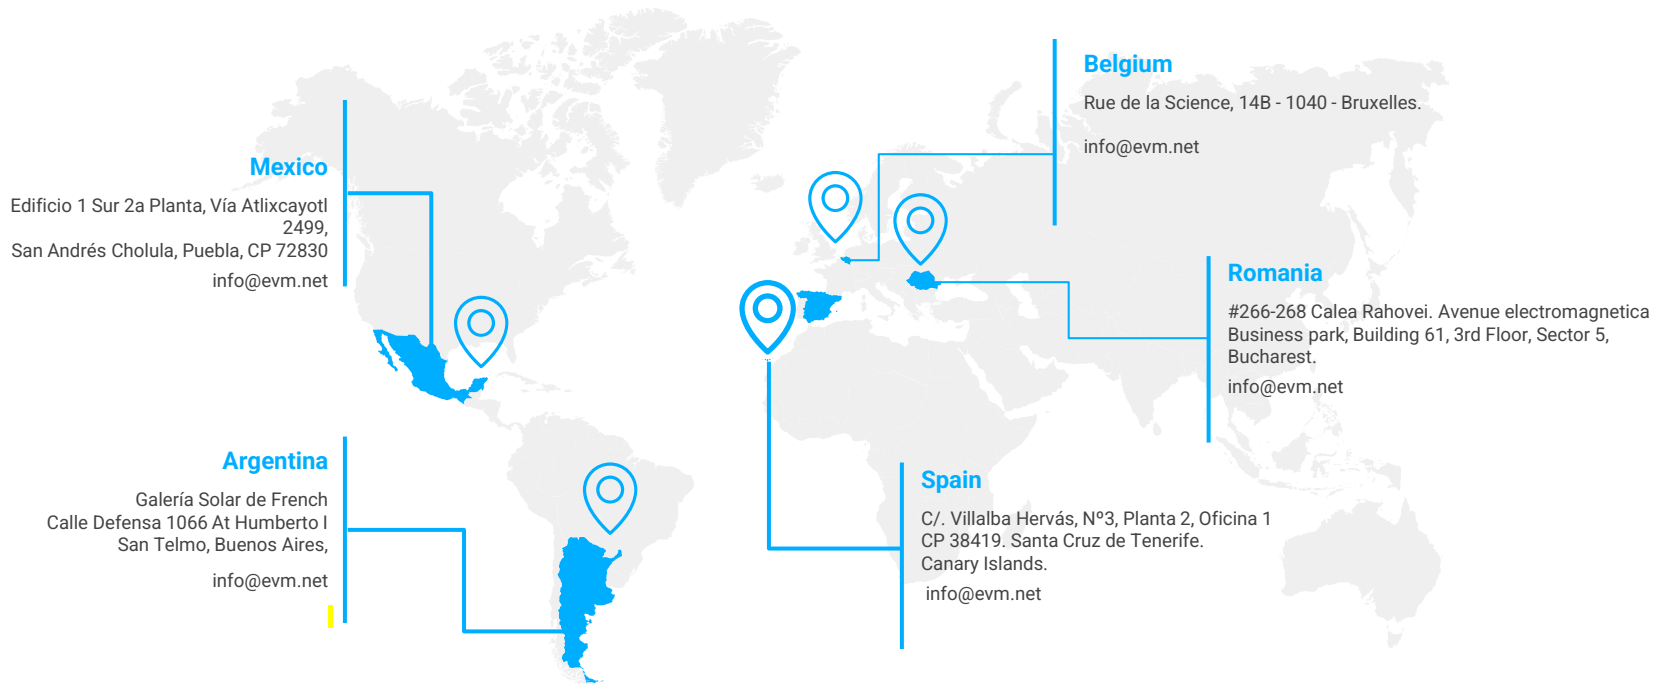 Belgium
Rue de la Science, 14B - 1040 - Bruxelles.
info@evm.net
Mexico
Edificio 1 Sur 2a Planta, Vía Atlixcayotl
2499,
San Andrés Cholula, Puebla, CP 72830
info@evm.net
Romania
#266-268 Calea Rahovei. Avenue electromagnetica
Business park, Building 61, 3rd Floor, Sector 5,
Bucharest.
info@evm.net
Argentina
Galería Solar de French
Calle Defensa 1066 At Humberto I
San Telmo, Buenos Aires,
info@evm.net
Spain
C/. Villalba Hervás, Nº3, Planta 2, Oficina 1
CP 38419. Santa Cruz de Tenerife.
Canary Islands.
info@evm.net